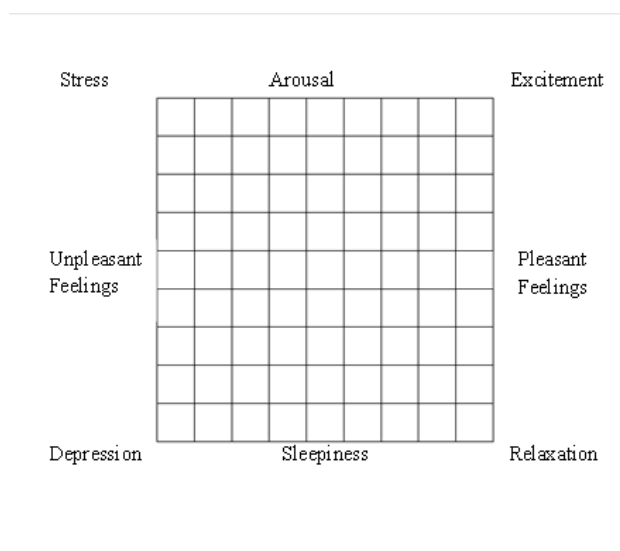 Stress Arousal Excitement
Unpleasant Pleasant
Feelings Feelings
Depression Sleepiness Relaxation